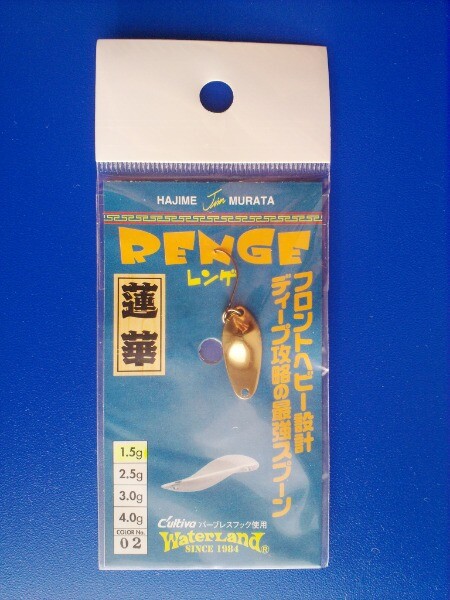 HAJIME Join MURATA
RENGE
レンゲ
蓮華
フロントヘビー設計
ディープ攻略の最強スプーン
1.5g
2.5g
3.0g
4.0g
COLOR No.
02
Cultiva バーブレスフック使用
WATERLAND®
SINCE 1984